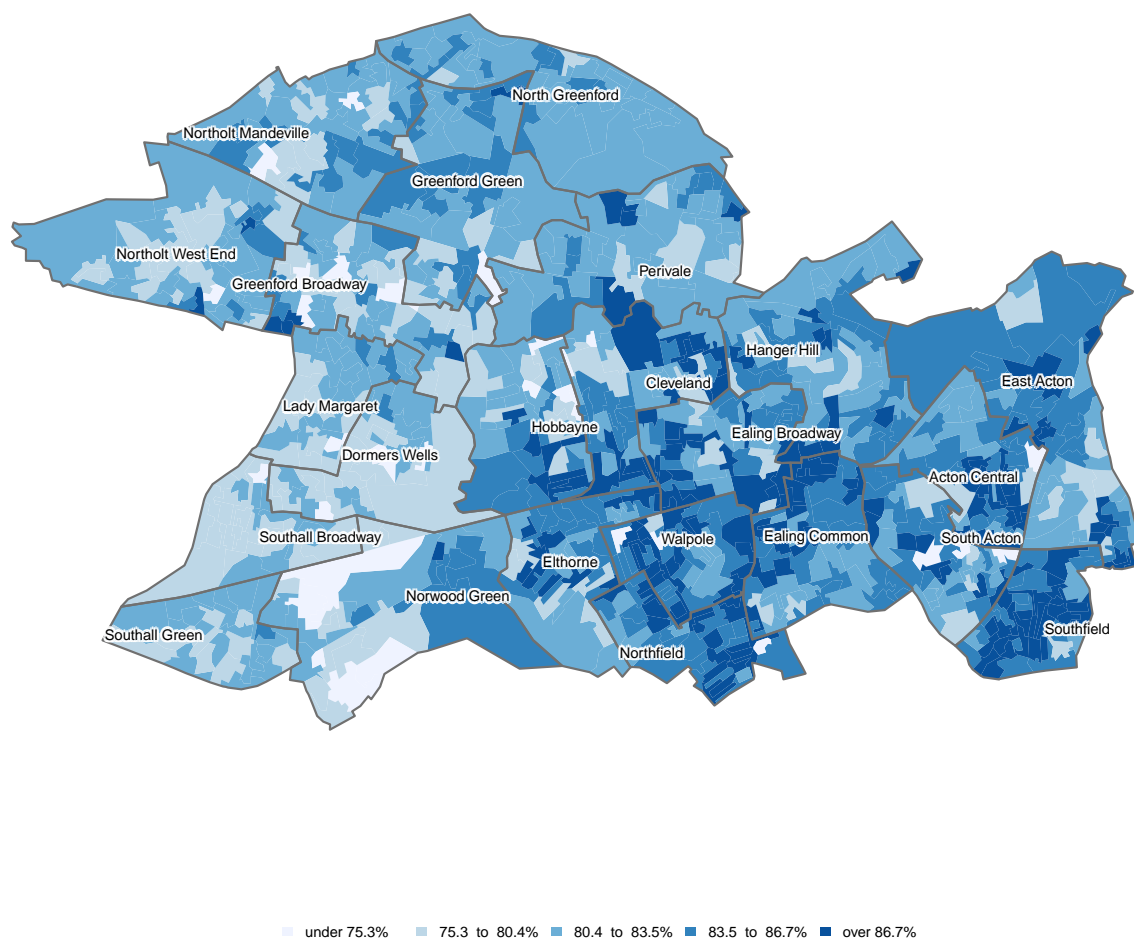 North Greenford
Northolt Mandeville
Greenford Green
Northolt West End
Perivale
Greenford Broadway
Hanger Hill
Cleveland
East Acton
Lady Margaret
Hobbayne
Ealing Broadway
Dormers Wells
Acton Central
Southall Broadway
Walpole
Ealing Common
South Acton
Elthorne
Norwood Green
Southall Green
Southfield
Northfield
under 75.3%
75.3 to 80.4%
80.4 to 83.5%
83.5 to 86.7%
over 86.7%